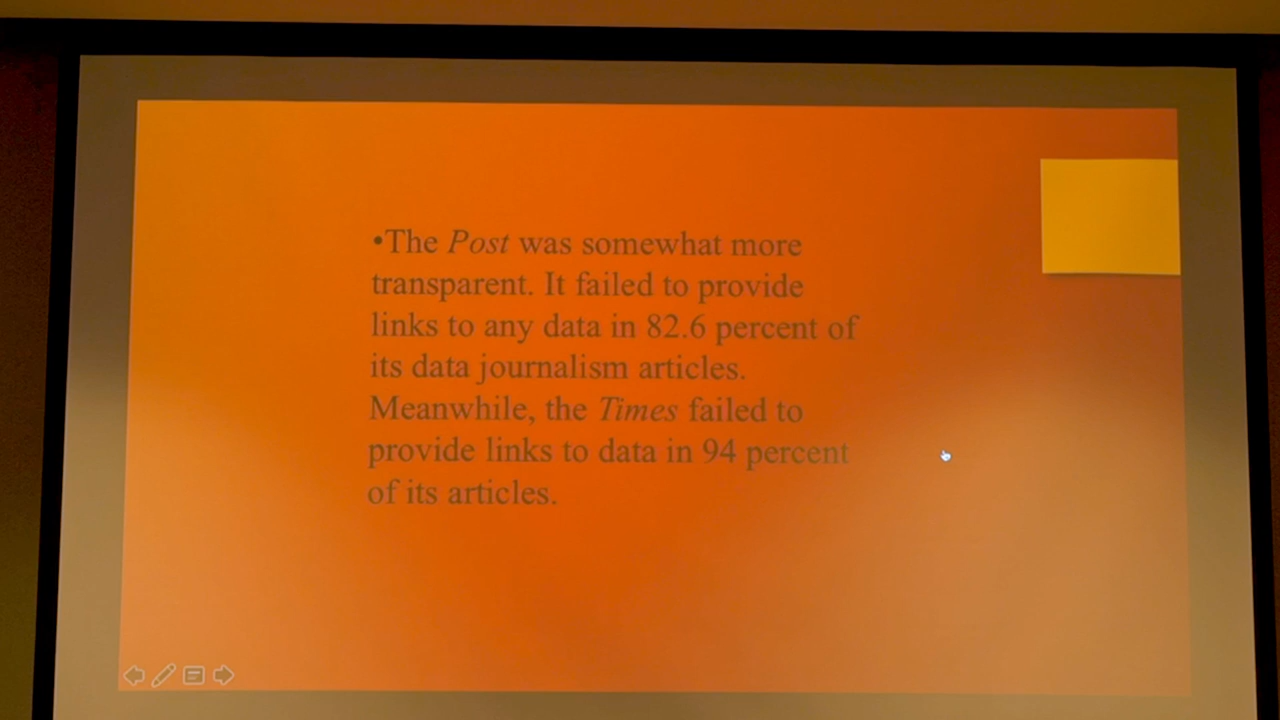 •The Post was somewhat more
transparent. It failed to provide
links to any data in 82.6 percent of
its data journalism articles.
Meanwhile, the Times failed to
provide links to data in 94 percent
of its articles.